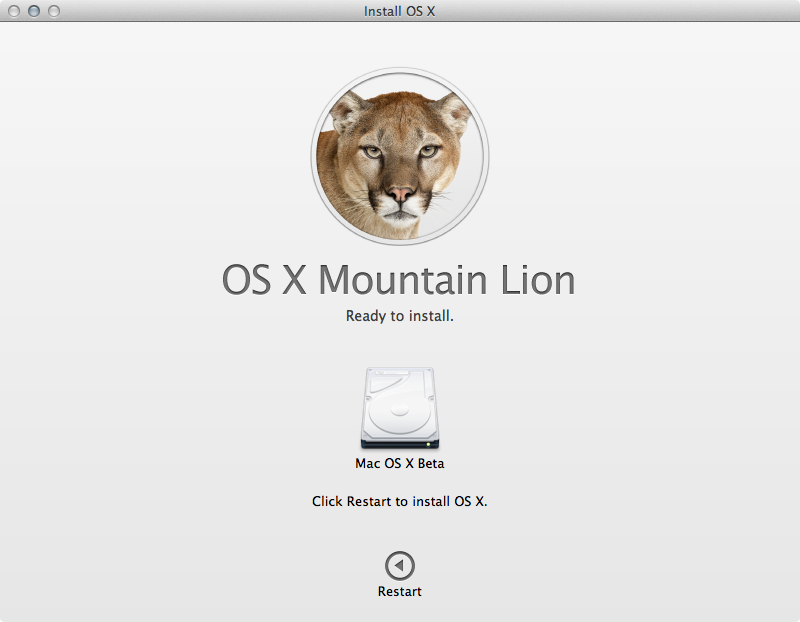 Install OS X
OS X Mountain Lion
Ready to install.
Mac OS X Beta
Click Restart to install OS X.
Restart